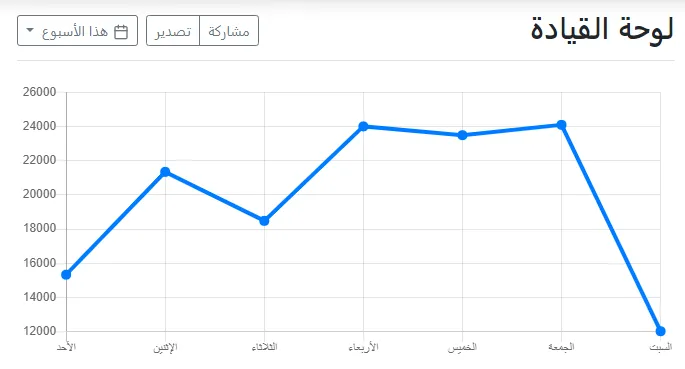 لوحة القيادة
مشاركة تصدير هذا الأسبوع
26000
24000
22000
20000
18000
16000
14000
12000
الأحد الإثنين الثلاثاء الأربعاء الخميس الجمعة السبت